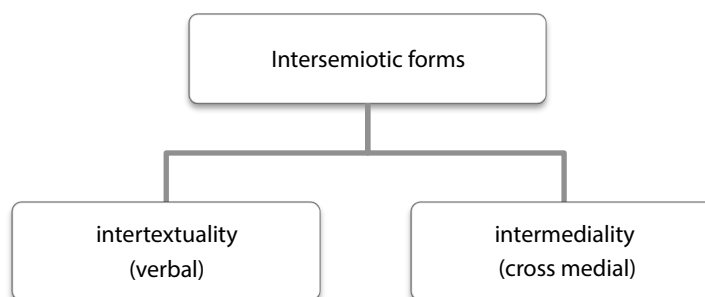 Intersemiotic forms
intertextuality
(verbal)
intermediality
(cross medial)